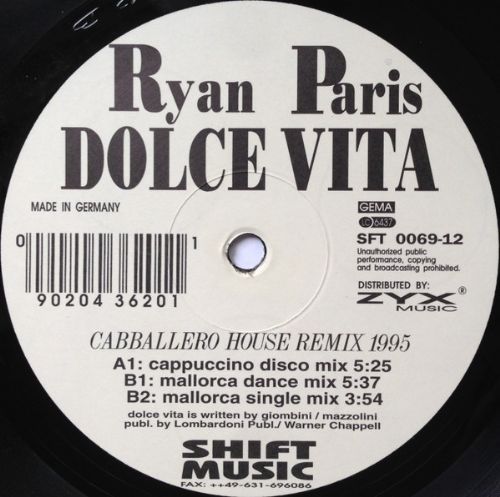 Ryan Paris
DOLCE VITA
MADE IN GERMANY
0 90204 36201 1
GEMA
LC 6437
SFT 0069-12
Unauthorized public
performance, copying
and broadcasting prohibited.
DISTRIBUTED BY:
ZYX®
MUSIC
CABBALLERO HOUSE REMIX 1995
A1: cappuccino disco mix 5:25
B1: mallorca dance mix 5:37
B2: mallorca single mix 3:54
dolce vita is written by giombini / mazzolini
publ. by Lombardoni Publ./ Warner Chappell
SHIFT
MUSIC
FAX: ++49-631-696086